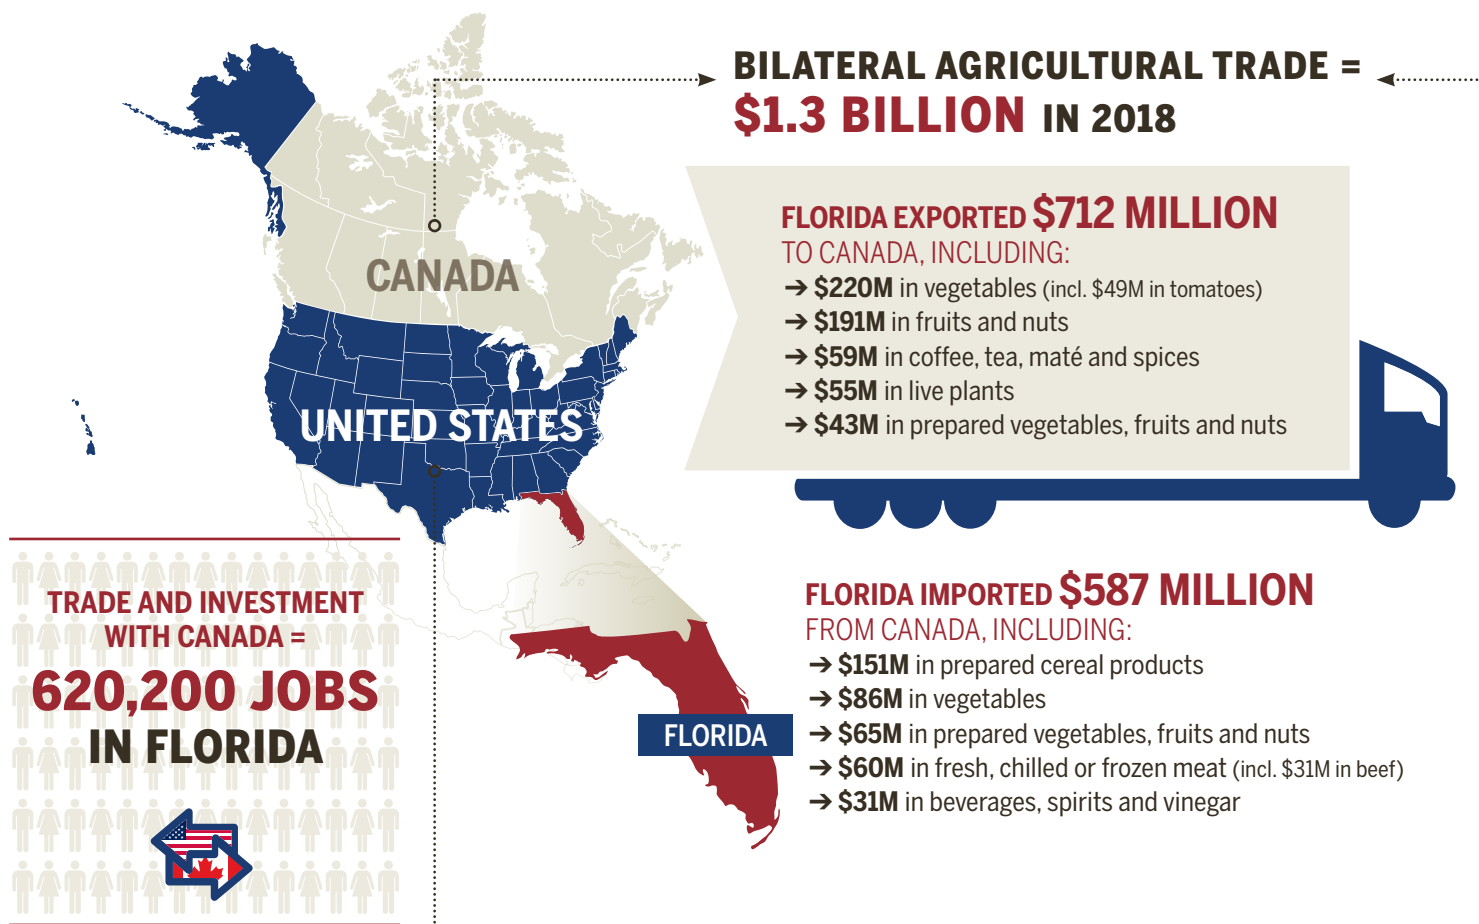 BILATERAL AGRICULTURAL TRADE =
$1.3 BILLION IN 2018
FLORIDA EXPORTED $712 MILLION
TO CANADA, INCLUDING:
➔ $220M in vegetables (incl. $49M in tomatoes)
➔ $191M in fruits and nuts
➔ $59M in coffee, tea, maté and spices
➔ $55M in live plants
➔ $43M in prepared vegetables, fruits and nuts
CANADA
UNITED STATES
TRADE AND INVESTMENT
WITH CANADA =
620,200 JOBS
IN FLORIDA
FLORIDA
FLORIDA IMPORTED $587 MILLION
FROM CANADA, INCLUDING:
➔ $151M in prepared cereal products
➔ $86M in vegetables
➔ $65M in prepared vegetables, fruits and nuts
➔ $60M in fresh, chilled or frozen meat (incl. $31M in beef)
➔ $31M in beverages, spirits and vinegar